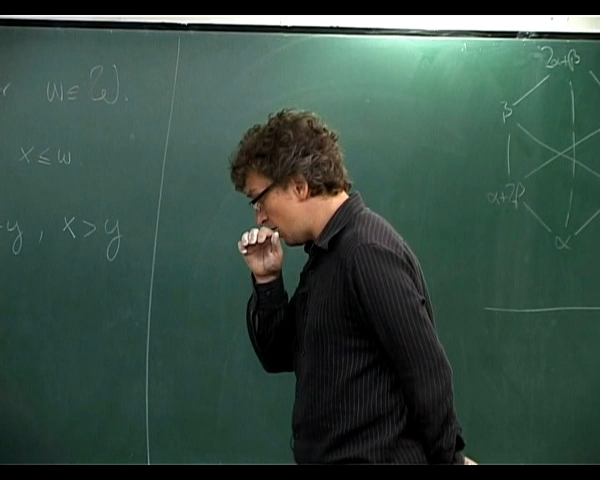 w ∈ [w].
x ≤ w
y , x > y
2α+β
β
α+2β
α